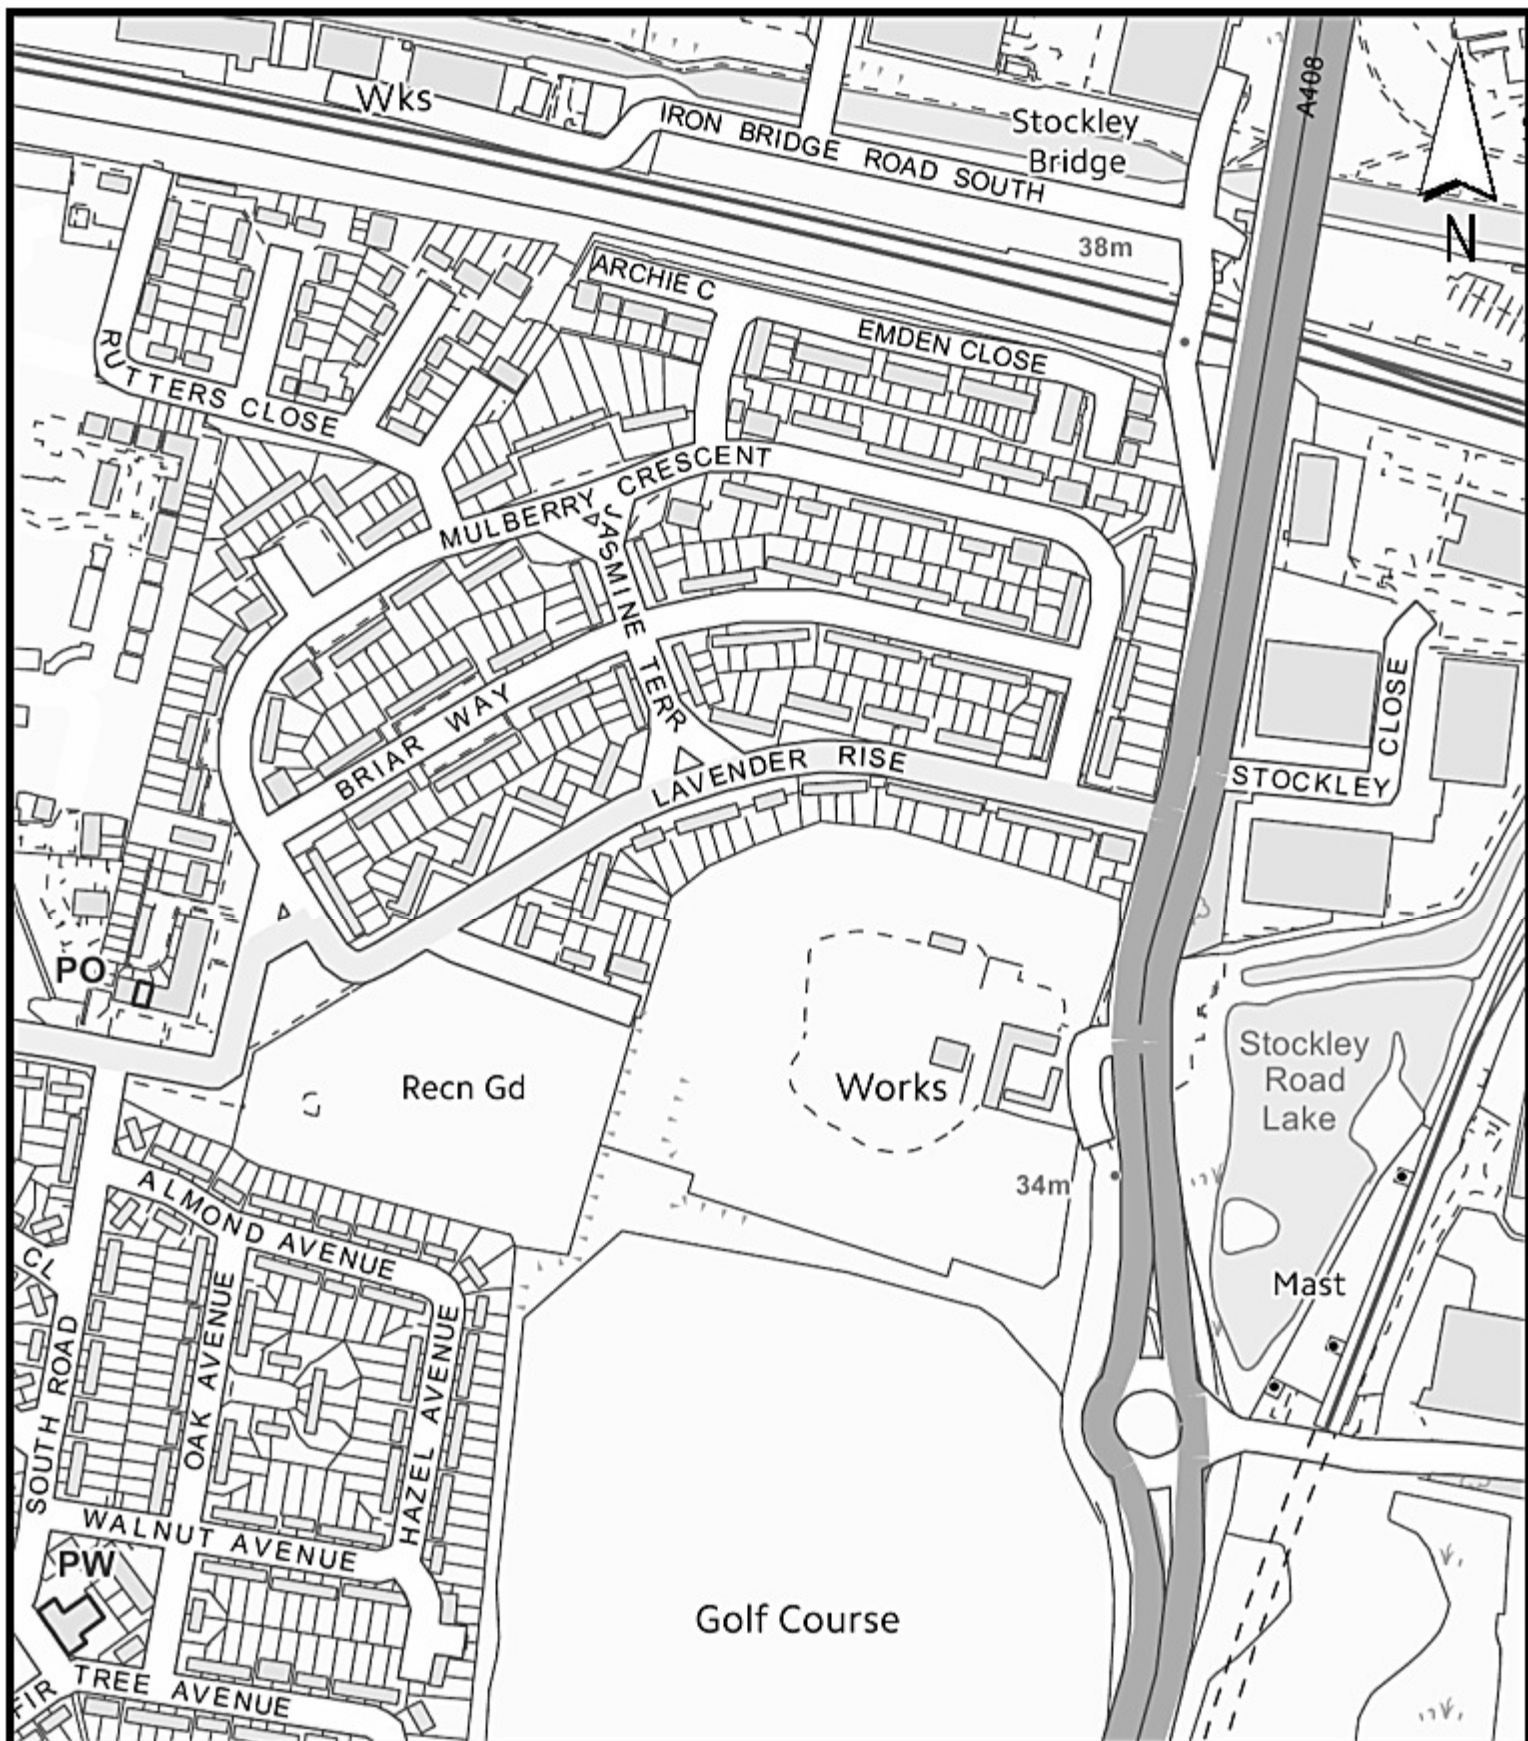 A408
Wks
IRON BRIDGE ROAD SOUTH
Stockley
Bridge
N
38m
ARCHIE C
EMDEN CLOSE
RUTTERS CLOSE
MULBERRY CRESCENT
JASMINE TERR
BRIAR WAY
LAVENDER RISE
STOCKLEY CLOSE
PO
Recn Gd
Works
Stockley
Road
Lake
34m
ALMOND AVENUE
CL
Mast
OAK AVENUE
SOUTH ROAD
HAZEL AVENUE
WALNUT AVENUE
PW
Golf Course
FIR TREE AVENUE